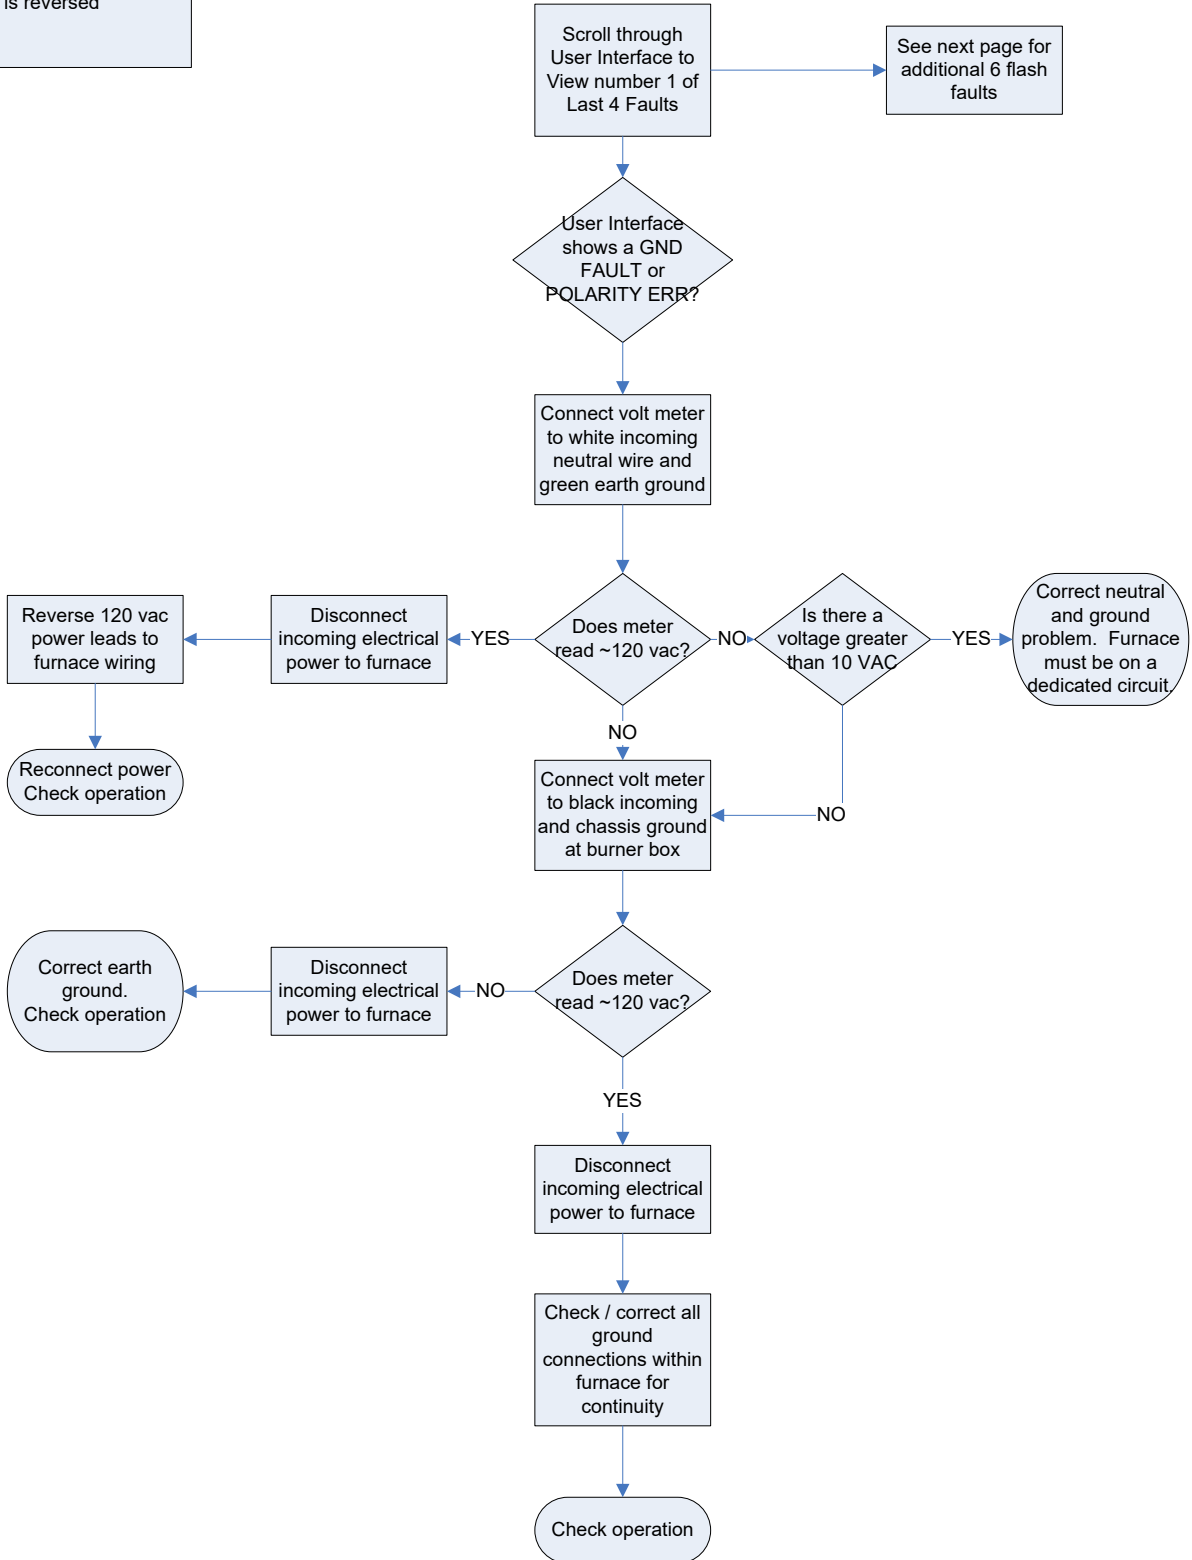 is reversed
Scroll through
User Interface to
View number 1 of
Last 4 Faults
See next page for
additional 6 flash
faults
User Interface
shows a GND
FAULT or
POLARITY ERR?
Connect volt meter
to white incoming
neutral wire and
green earth ground
Reverse 120 vac
power leads to
furnace wiring
Disconnect
incoming electrical
power to furnace
YES
Does meter
read ~120 vac?
NO
Is there a
voltage greater
than 10 VAC
YES
Correct neutral
and ground
problem. Furnace
must be on a
dedicated circuit.
NO
Reconnect power
Check operation
Connect volt meter
to black incoming
and chassis ground
at burner box
NO
Correct earth
ground.
Check operation
Disconnect
incoming electrical
power to furnace
NO
Does meter
read ~120 vac?
YES
Disconnect
incoming electrical
power to furnace
Check / correct all
ground
connections within
furnace for
continuity
Check operation